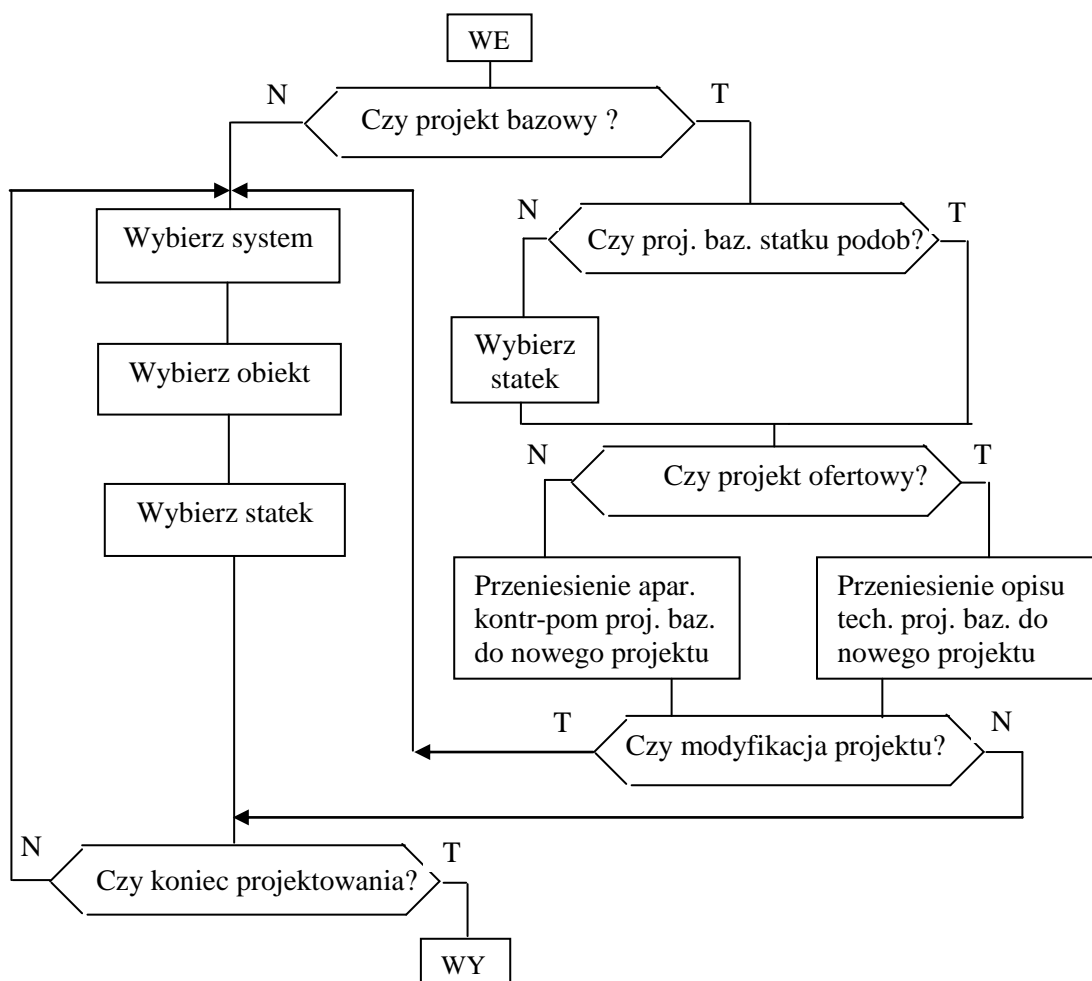 WE
N
T
Czy projekt bazowy ?
N
T
Wybierz system
Czy proj. baz. statku podob?
Wybierz obiekt
Wybierz
statek
N
T
Czy projekt ofertowy?
Wybierz statek
Przeniesienie apar.
kontr-pom proj. baz.
do nowego projektu
Przeniesienie opisu
tech. proj. baz. do
nowego projektu
T
N
Czy modyfikacja projektu?
N
T
Czy koniec projektowania?
WY